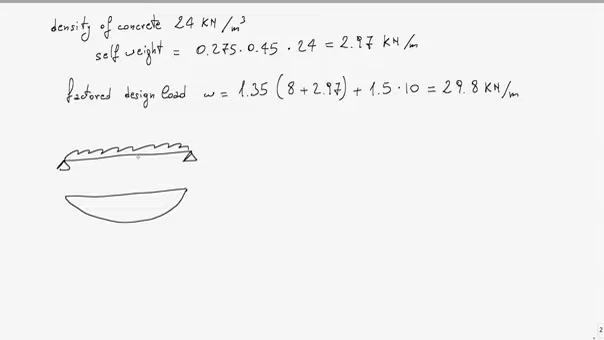 density of concrete 24 KN/m³
self weight = 0.275·0.45·24 = 2.97 KN/m
factored design load w = 1.35 (8+2.97) + 1.5·10 = 29.8 KN/m
2